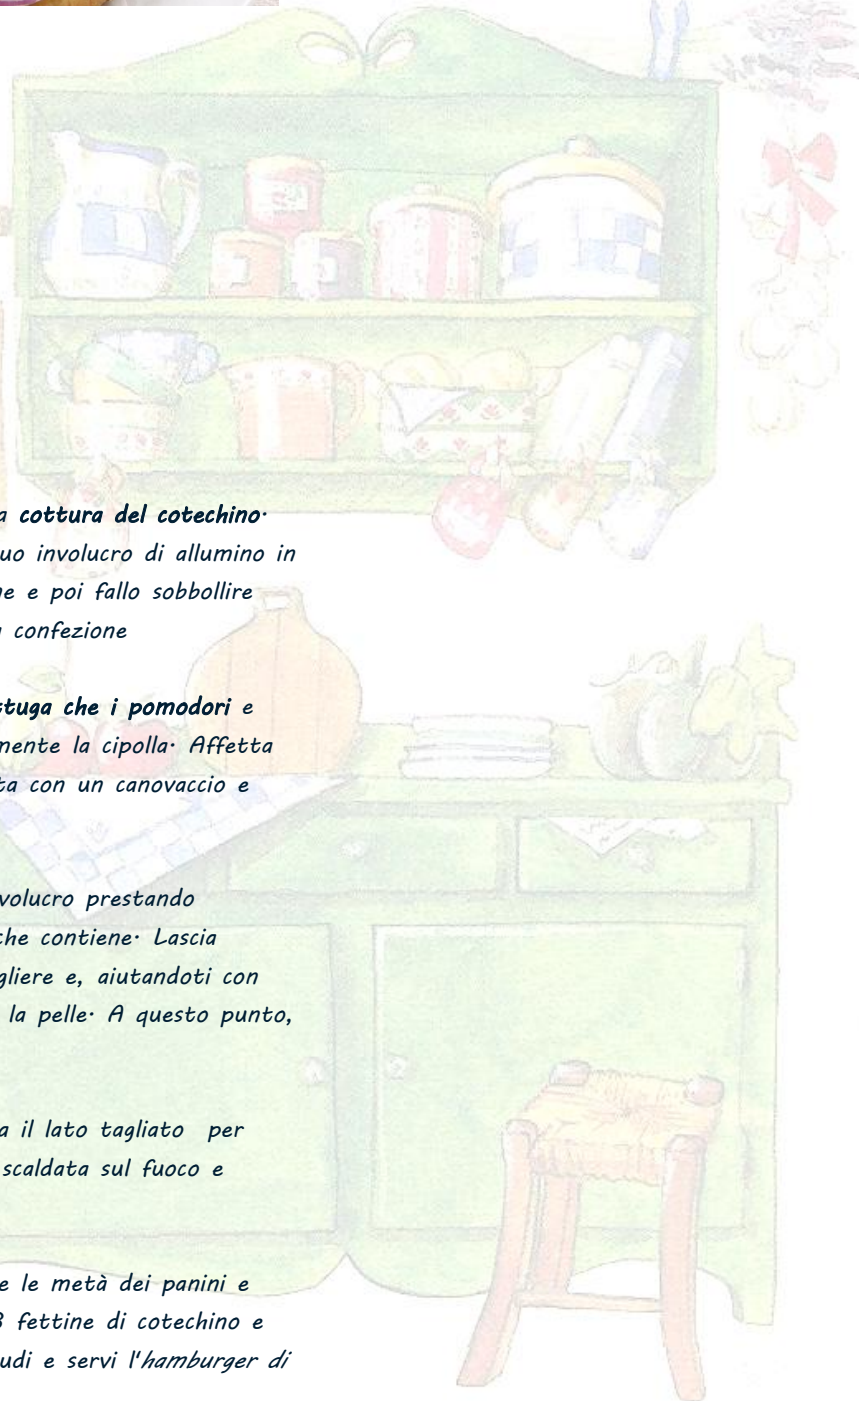 a cottura del cotechino·
uo involucro di allumino in
ne e poi fallo sobbollire
confezione
ttuga che i pomodori e
mente la cipolla· Affetta
ta con un canovaccio e
volucro prestando
che contiene· Lascia
gliere e, aiutandoti con
la pelle· A questo punto,
a il lato tagliato per
scaldata sul fuoco e
e le metà dei panini e
3 fettine di cotechino e
udi e servi l'hamburger di